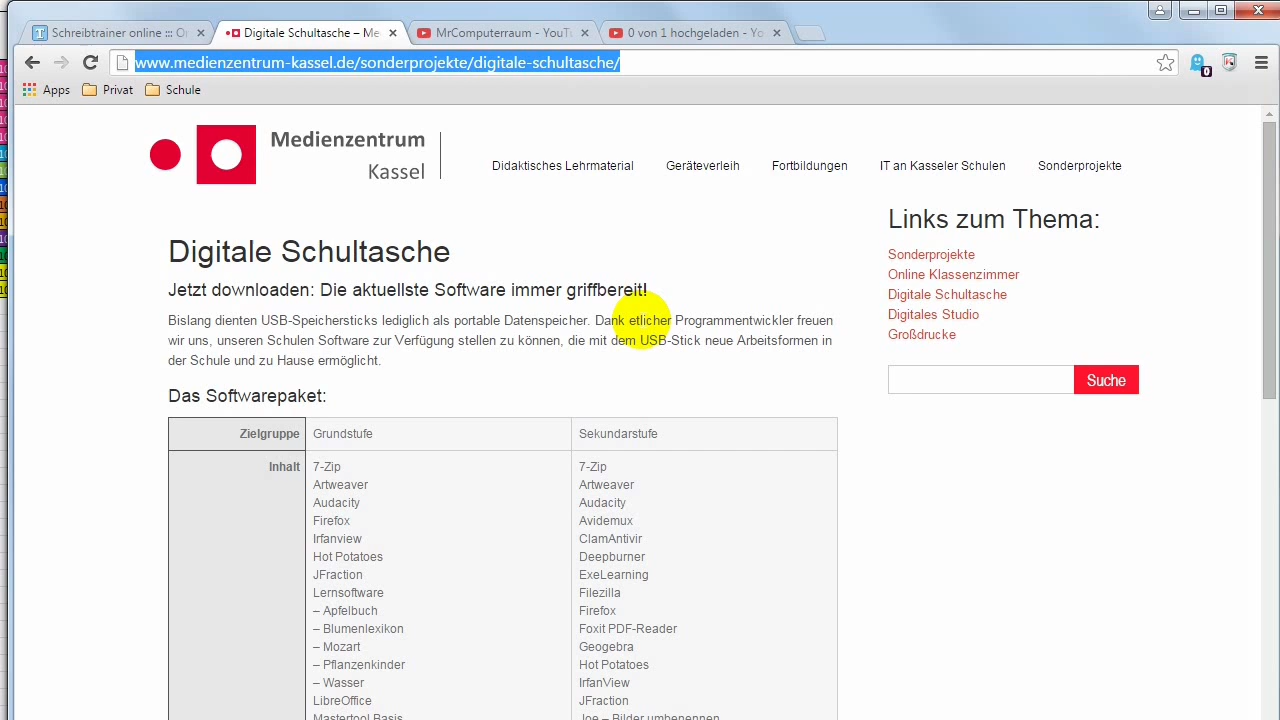 Schreibtrainer online :::
Digitale Schultasche – Me
MrComputerraum - YouTu
0 von 1 hochgeladen - Yo
www.medienzentrum-kassel.de/sonderprojekte/digitale-schultasche/
0
Apps
Privat
Schule
Medienzentrum
Kassel
Didaktisches Lehrmaterial
Geräteverleih
Fortbildungen
IT an Kasseler Schulen
Sonderprojekte
Digitale Schultasche
Jetzt downloaden: Die aktuellste Software immer griffbereit!
Bislang dienten USB-Speichersticks lediglich als portable Datenspeicher. Dank etlicher Programmentwickler freuen
wir uns, unseren Schulen Software zur Verfügung stellen zu können, die mit dem USB-Stick neue Arbeitsformen in
der Schule und zu Hause ermöglicht.
Das Softwarepaket:
Zielgruppe
Grundstufe
Sekundarstufe
Inhalt
7-Zip
Artweaver
Audacity
Firefox
Irfanview
Hot Potatoes
JFraction
Lernsoftware
– Apfelbuch
– Blumenlexikon
– Mozart
– Pflanzenkinder
– Wasser
LibreOffice
Mastertool Basis
7-Zip
Artweaver
Audacity
Avidemux
ClamAntivir
Deepburner
ExeLearning
Filezilla
Firefox
Foxit PDF-Reader
Geogebra
Hot Potatoes
IrfanView
JFraction
Joe – Bilder umbenennen
Links zum Thema:
Sonderprojekte
Online Klassenzimmer
Digitale Schultasche
Digitales Studio
Großdrucke
Suche